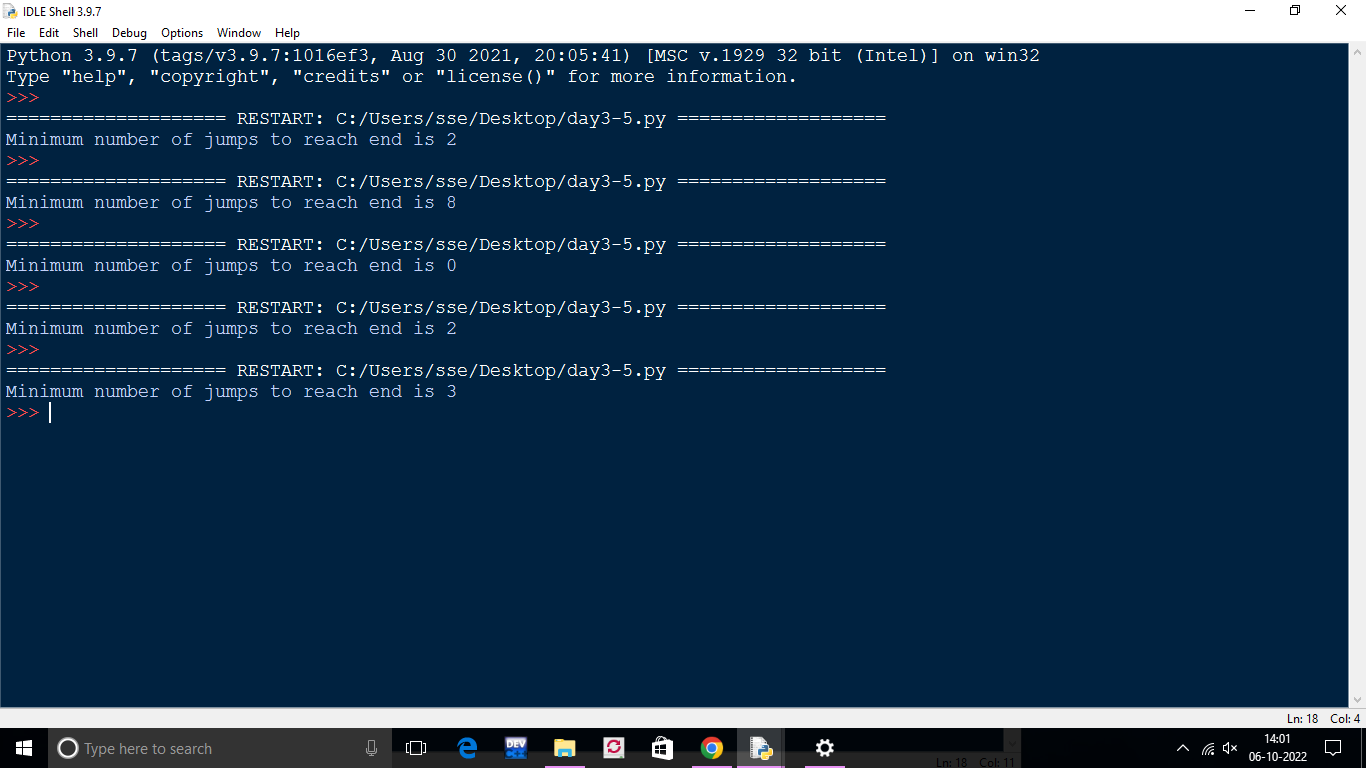 IDLE Shell 3.9.7
File Edit Shell Debug Options Window Help
Python 3.9.7 (tags/v3.9.7:1016ef3, Aug 30 2021, 20:05:41) [MSC v.1929 32 bit (Intel)] on win32
Type "help", "copyright", "credits" or "license()" for more information.
>>>
==================== RESTART: C:/Users/sse/Desktop/day3-5.py ===================
Minimum number of jumps to reach end is 2
>>>
==================== RESTART: C:/Users/sse/Desktop/day3-5.py ===================
Minimum number of jumps to reach end is 8
>>>
==================== RESTART: C:/Users/sse/Desktop/day3-5.py ===================
Minimum number of jumps to reach end is 0
>>>
==================== RESTART: C:/Users/sse/Desktop/day3-5.py ===================
Minimum number of jumps to reach end is 2
>>>
==================== RESTART: C:/Users/sse/Desktop/day3-5.py ===================
Minimum number of jumps to reach end is 3
>>>
Ln: 18 Col: 4
Type here to search
DEV C++
14:01
06-10-2022
Ln: 18 Col: 11